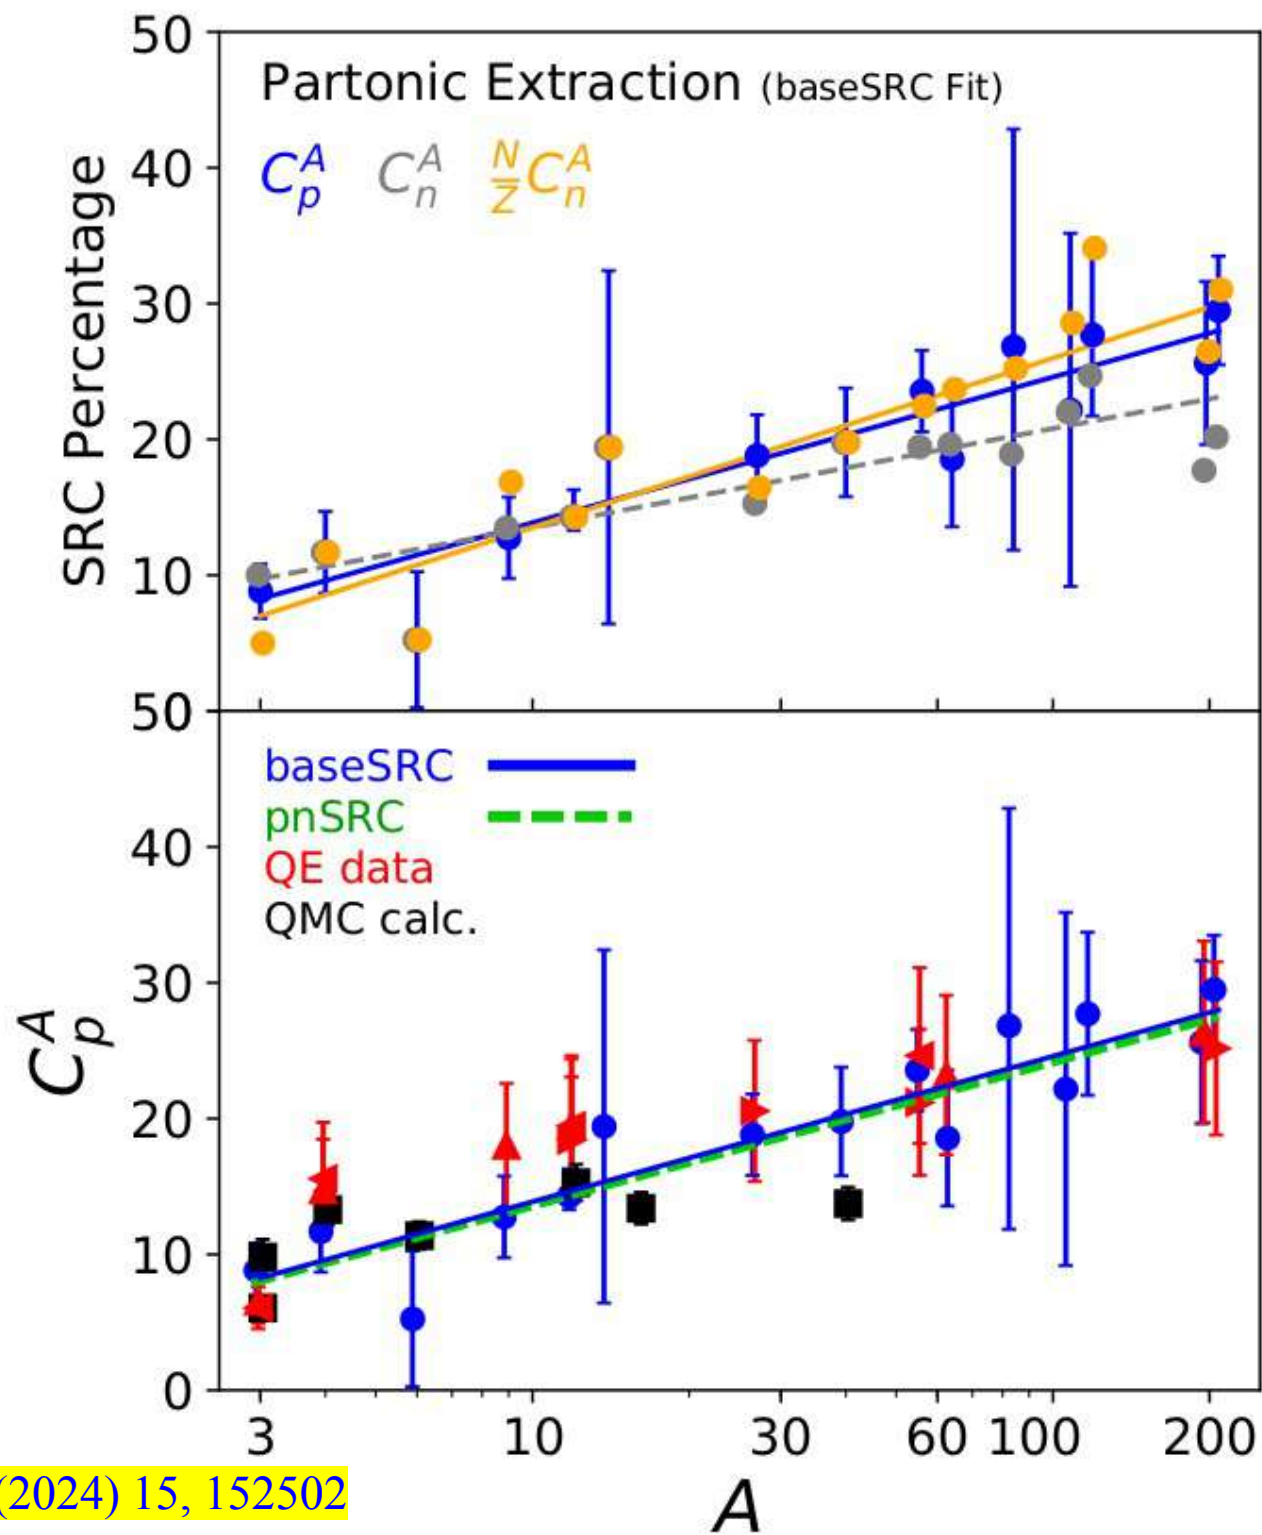 50
Partonic Extraction (baseSRC Fit)
C_p^A C_n^A N/Z C_n^A
40
30
20
10
SRC Percentage
50
baseSRC
pnSRC
QE data
QMC calc.
40
30
20
10
0
C_p^A
3 10 30 60 100 200
A
(2024) 15, 152502